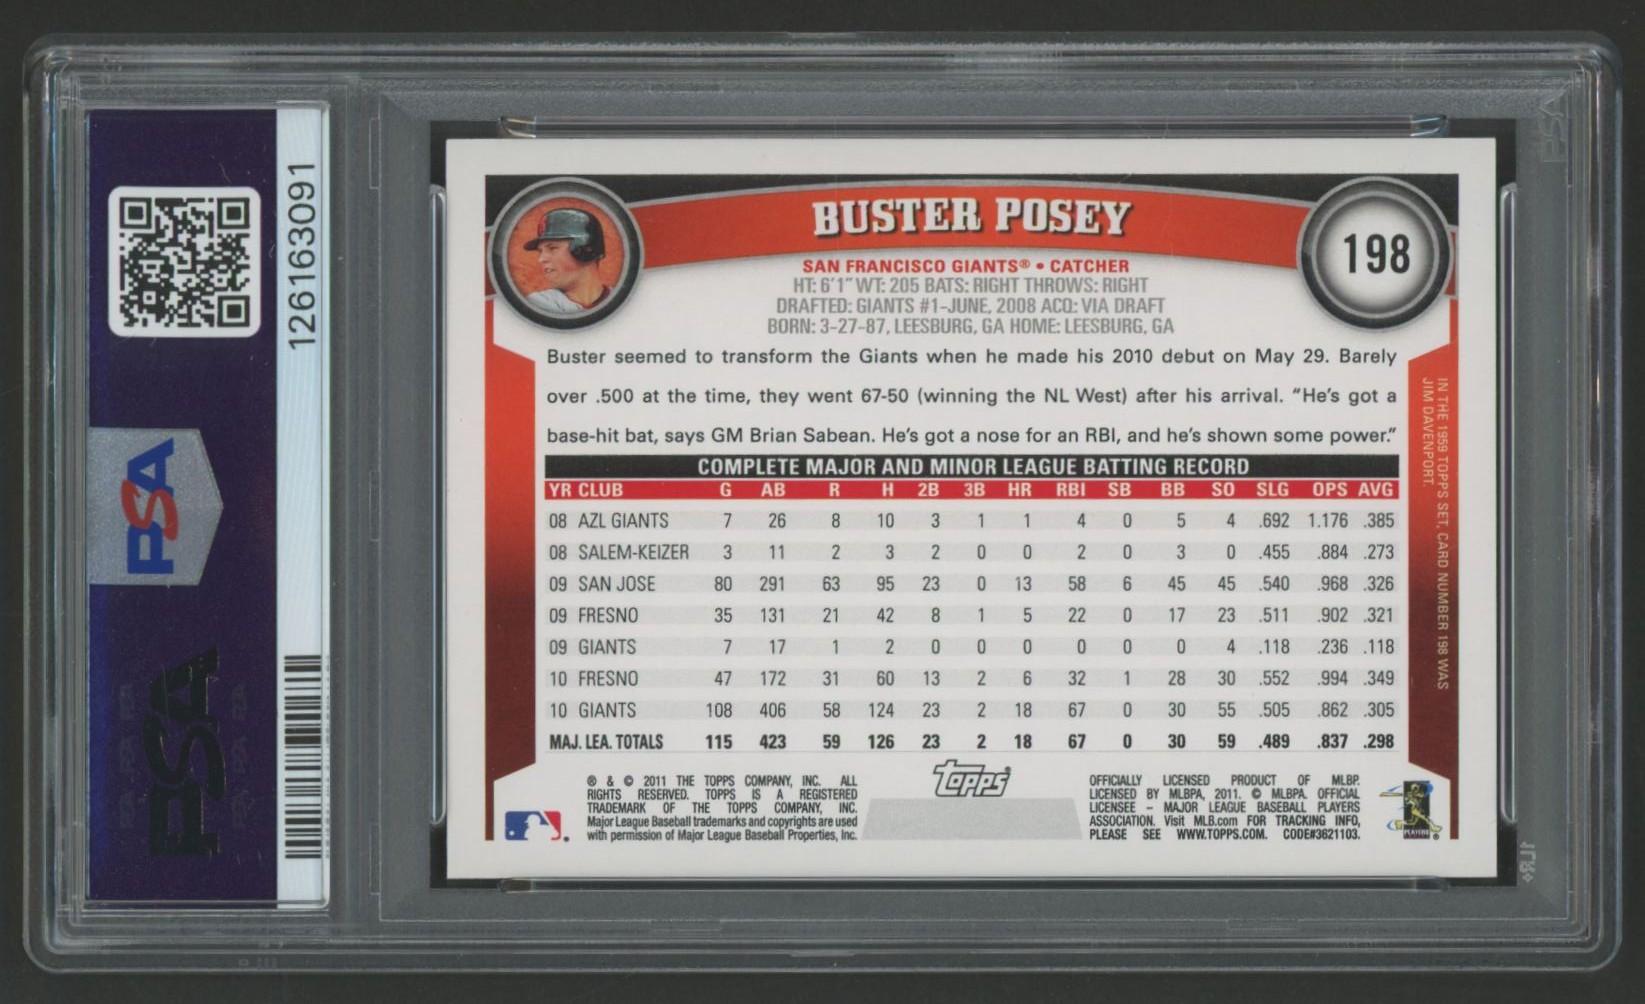 BUSTER POSEY
198
SAN FRANCISCO GIANTS® • CATCHER
HT: 6'1" WT: 205 BATS: RIGHT THROWS: RIGHT
DRAFTED: GIANTS #1-JUNE, 2008 ACQ: VIA DRAFT
BORN: 3-27-87, LEESBURG, GA HOME: LEESBURG, GA
Buster seemed to transform the Giants when he made his 2010 debut on May 29. Barely
over .500 at the time, they went 67-50 (winning the NL West) after his arrival. “He's got a
base-hit bat, says GM Brian Sabean. He's got a nose for an RBI, and he's shown some power.”
COMPLETE MAJOR AND MINOR LEAGUE BATTING RECORD
YR CLUB G AB R H 2B 3B HR RBI SB BB SO SLG OPS AVG
08 AZL GIANTS 7 26 8 10 3 1 1 4 0 5 4 .692 1.176 .385
08 SALEM-KEIZER 3 11 2 3 2 0 0 2 0 3 0 .455 .884 .273
09 SAN JOSE 80 291 63 95 23 0 13 58 6 45 45 .540 .968 .326
09 FRESNO 35 131 21 42 8 1 5 22 0 17 23 .511 .902 .321
09 GIANTS 7 17 1 2 0 0 0 0 0 0 4 .118 .236 .118
10 FRESNO 47 172 31 60 13 2 6 32 1 28 30 .552 .994 .349
10 GIANTS 108 406 58 124 23 2 18 67 0 30 55 .505 .862 .305
MAJ. LEA. TOTALS 115 423 59 126 23 2 18 67 0 30 59 .489 .837 .298
® & © 2011 THE TOPPS COMPANY, INC. ALL
RIGHTS RESERVED. TOPPS IS A REGISTERED
TRADEMARK OF THE TOPPS COMPANY, INC.
Major League Baseball trademarks and copyrights are used
with permission of Major League Baseball Properties, Inc.
Topps®
OFFICIALLY LICENSED PRODUCT OF MLBP.
LICENSED BY MLBPA, 2011. © MLBPA. OFFICIAL
LICENSEE – MAJOR LEAGUE BASEBALL PLAYERS
ASSOCIATION. Visit MLB.com FOR TRACKING INFO,
PLEASE SEE WWW.TOPPS.COM. CODE#3621103.
PLAYERS
IN THE 1959 TOPPS SET, CARD NUMBER 198 WAS
JIM DAVENPORT.
126163091
PSA
PSA
PSA